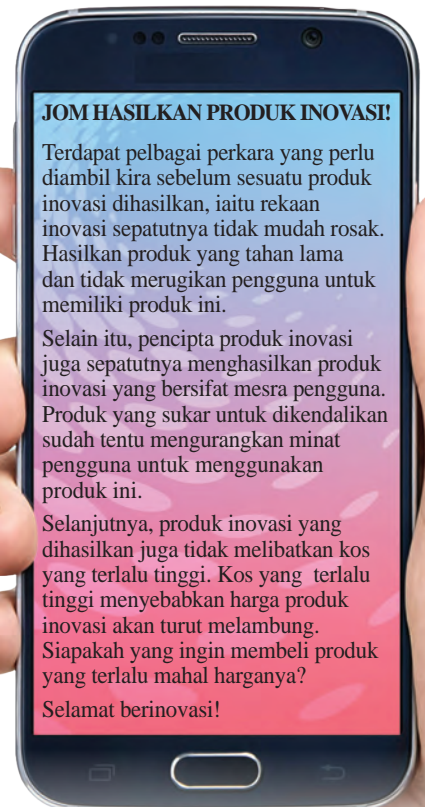 JOM HASILKAN PRODUK INOVASI!
Terdapat pelbagai perkara yang perlu
diambil kira sebelum sesuatu produk
inovasi dihasilkan, iaitu rekaan
inovasi sepatutnya tidak mudah rosak.
Hasilkan produk yang tahan lama
dan tidak merugikan pengguna untuk
memiliki produk ini.
Selain itu, pencipta produk inovasi
juga sepatutnya menghasilkan produk
inovasi yang bersifat mesra pengguna.
Produk yang sukar untuk dikendalikan
sudah tentu mengurangkan minat
pengguna untuk menggunakan
produk ini.
Selanjutnya, produk inovasi yang
dihasilkan juga tidak melibatkan kos
yang terlalu tinggi. Kos yang terlalu
tinggi menyebabkan harga produk
inovasi akan turut melambung.
Siapakah yang ingin membeli produk
yang terlalu mahal harganya?
Selamat berinovasi!